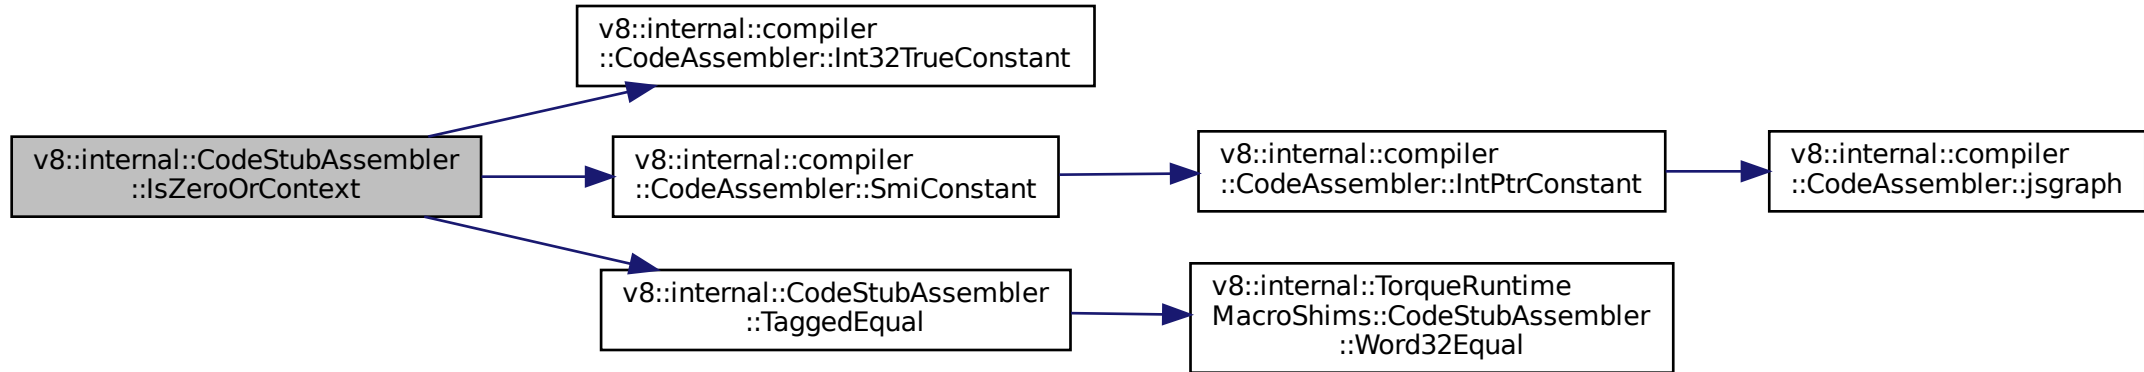 v8::internal::compiler
::CodeAssembler::Int32TrueConstant
v8::internal::CodeStubAssembler
::IsZeroOrContext
v8::internal::compiler
::CodeAssembler::SmiConstant
v8::internal::compiler
::CodeAssembler::IntPtrConstant
v8::internal::compiler
::CodeAssembler::jsgraph
v8::internal::CodeStubAssembler
::TaggedEqual
v8::internal::TorqueRuntime
MacroShims::CodeStubAssembler
::Word32Equal